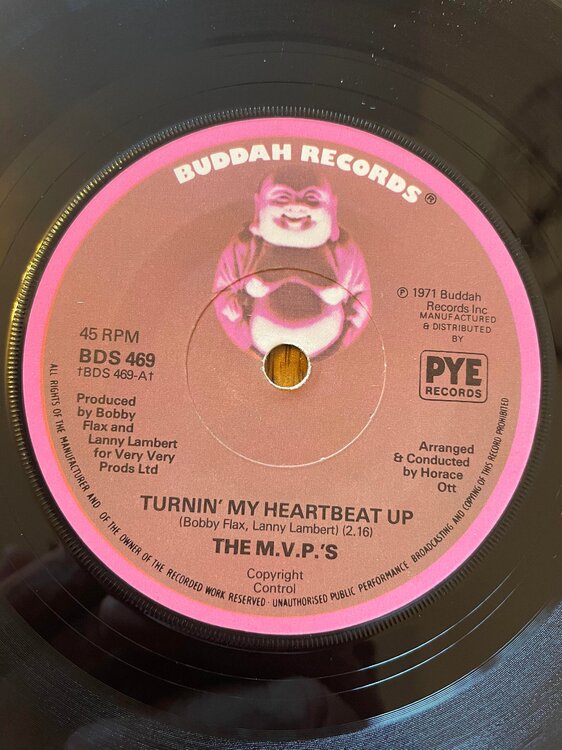 BUDDAH RECORDS®
℗ 1971 Buddah
Records Inc
MANUFACTURED
& DISTRIBUTED
BY
PYE
RECORDS
45 RPM
BDS 469
†BDS 469-A†
Produced
by Bobby
Flax and
Lanny Lambert
for Very Very
Prods Ltd
Arranged
& Conducted
by Horace
Ott
TURNIN' MY HEARTBEAT UP
(Bobby Flax, Lanny Lambert) (2.16)
THE M.V.P.'S
Copyright
Control
ALL RIGHTS OF THE MANUFACTURER AND OF THE OWNER OF THE RECORDED WORK RESERVED · UNAUTHORISED PUBLIC PERFORMANCE BROADCASTING AND COPYING OF THIS RECORD PROHIBITED